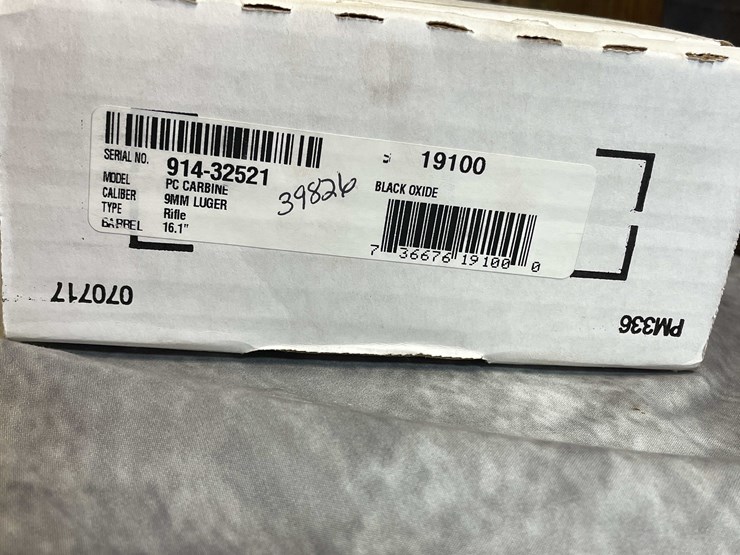 SERIAL NO. 914-32521
MODEL PC CARBINE
CALIBER 9MM LUGER
TYPE Rifle
BARREL 16.1"
39826
19100
BLACK OXIDE
7 36676 19100 0
070717
PM336